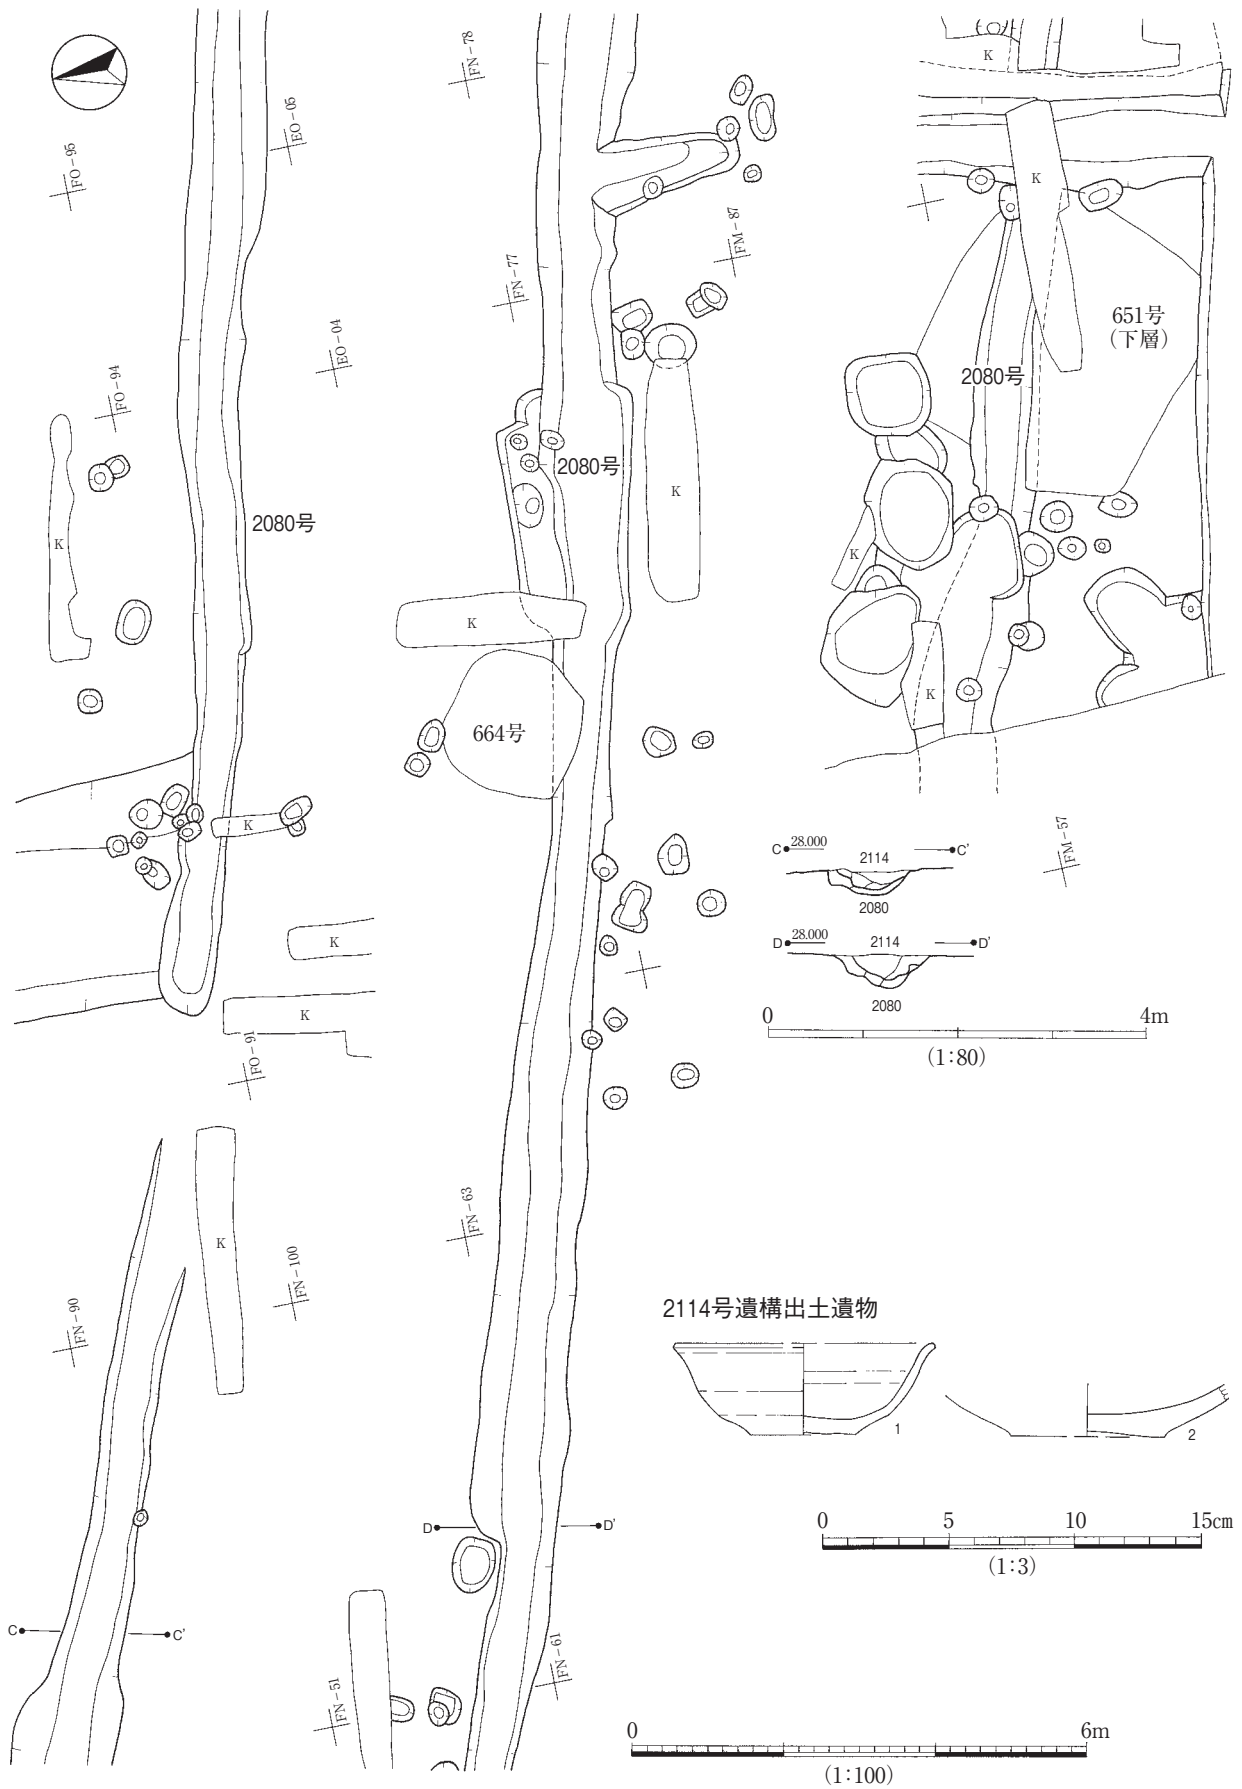 FO-95
EO-05
EO-04
FO-94
K
2080号
K
K
K
FO-91
K
FN-100
FN-90
C
C'
FN-78
FM-87
FN-77
2080号
K
K
664号
FN-63
D
D'
FN-61
FN-51
K
K
651号
(下層)
2080号
K
K
FM-57
C 28.000
2114
C'
2080
D 28.000
2114
D'
2080
0
4m
(1:80)
2114号遺構出土遺物
1
2
0
5
10
15cm
(1:3)
0
6m
(1:100)